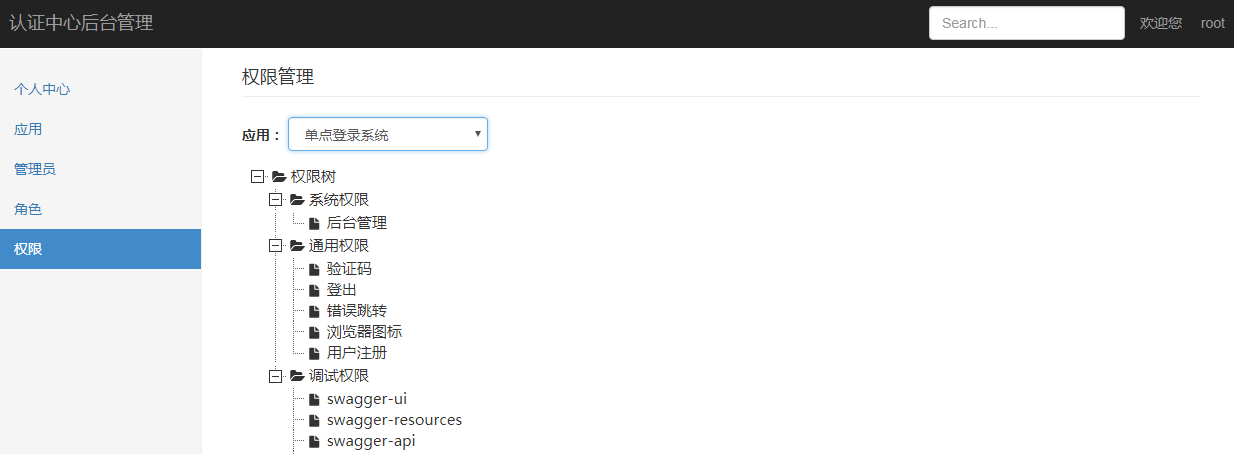 认证中心后台管理 Search... 欢迎您 root
个人中心
应用
管理员
角色
权限
权限管理
应用： 单点登录系统
权限树
系统权限
后台管理
通用权限
验证码
登出
错误跳转
浏览器图标
用户注册
调试权限
swagger-ui
swagger-resources
swagger-api